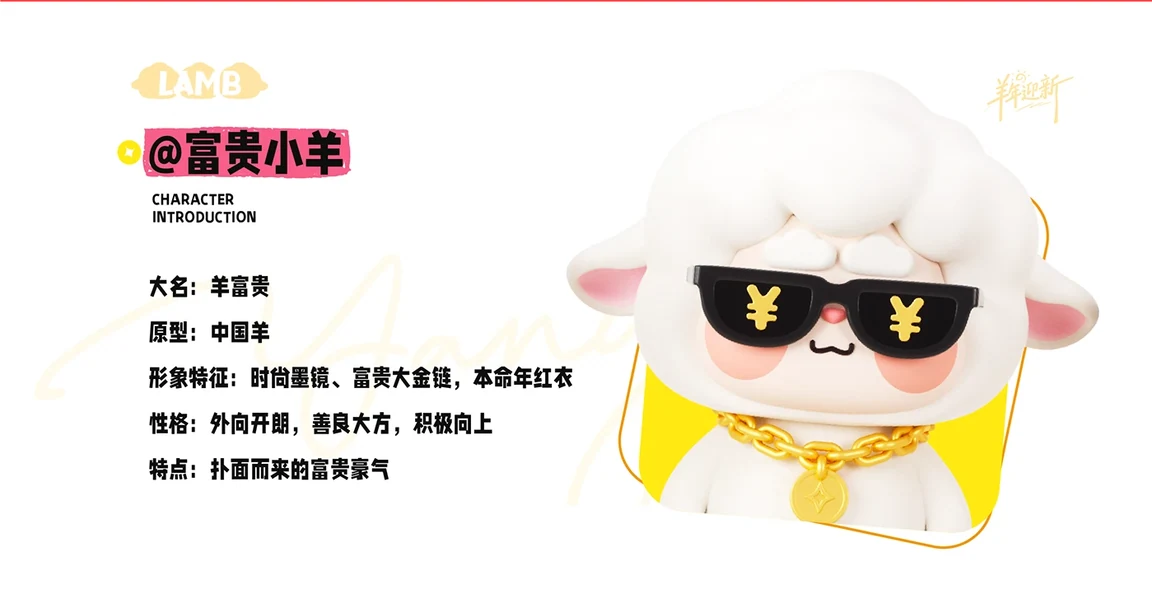 LAMB
羊年迎新
@富贵小羊
CHARACTER
INTRODUCTION
大名：羊富贵
原型：中国羊
形象特征：时尚墨镜、富贵大金链，本命年红衣
性格：外向开朗，善良大方，积极向上
特点：扑面而来的富贵豪气
¥ ¥